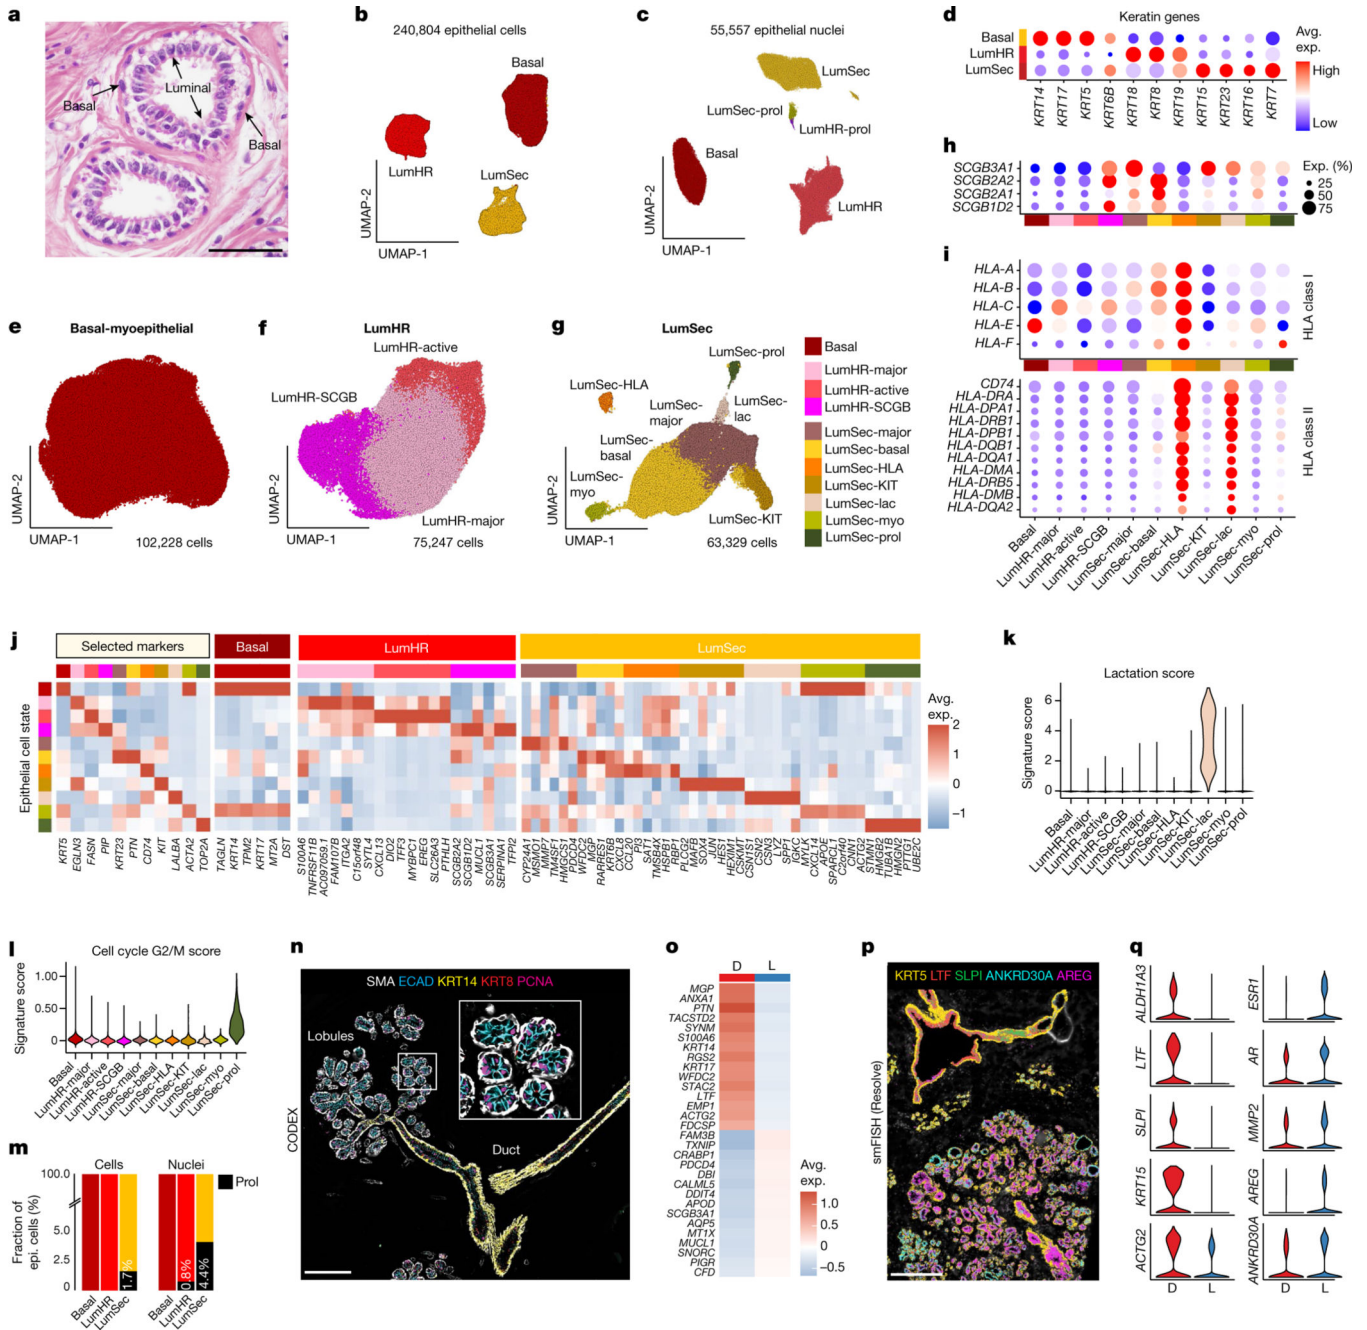 a
Luminal
Basal
Basal
b
240,804 epithelial cells
Basal
LumHR
LumSec
UMAP-2
UMAP-1
c
55,557 epithelial nuclei
LumSec
LumSec-prol
LumHR-prol
Basal
LumHR
UMAP-2
UMAP-1
d
Keratin genes
Basal
LumHR
LumSec
KRT14
KRT17
KRT5
KRT6B
KRT18
KRT8
KRT19
KRT15
KRT23
KRT16
KRT7
Avg.
exp.
High
Low
e
Basal-myoepithelial
UMAP-2
UMAP-1
102,228 cells
f
LumHR
LumHR-active
LumHR-SCGB
LumHR-major
UMAP-2
UMAP-1
75,247 cells
g
LumSec
LumSec-prol
LumSec-HLA
LumSec-
major
LumSec-
lac
LumSec-
basal
LumSec-
myo
LumSec-KIT
UMAP-2
UMAP-1
63,329 cells
Basal
LumHR-major
LumHR-active
LumHR-SCGB
LumSec-major
LumSec-basal
LumSec-HLA
LumSec-KIT
LumSec-lac
LumSec-myo
LumSec-prol
h
SCGB3A1
SCGB2A2
SCGB2A1
SCGB1D2
Exp. (%)
25
50
75
i
HLA-A
HLA-B
HLA-C
HLA-E
HLA-F
HLA class I
CD74
HLA-DRA
HLA-DPA1
HLA-DRB1
HLA-DPB1
HLA-DQB1
HLA-DQA1
HLA-DMA
HLA-DRB5
HLA-DMB
HLA-DQA2
HLA class II
Basal
LumHR-major
LumHR-active
LumHR-SCGB
LumSec-major
LumSec-basal
LumSec-HLA
LumSec-KIT
LumSec-lac
LumSec-myo
LumSec-prol
j
Selected markers
Basal
LumHR
LumSec
Epithelial cell state
Avg.
exp.
2
1
0
−1
KRT5
EGLN3
FASN
PIP
KRT23
PTN
CD74
KIT
LALBA
ACTA2
TOP2A
TAGLN
KRT14
TPM2
KRT17
MT2A
DST
S100A6
TNFRSF11B
AC097059.1
FAM107B
ITGA2
C15orf48
SYTL4
CXCL13
DIO2
TFF3
MYBPC1
EREG
SLC26A3
PTHLH
SCGB2A2
SCGB1D2
MUCL1
SCGB3A1
SERPINA1
TFPI2
CYP24A1
MSMO1
MMP7
TM4SF1
HMGCS1
PDCD4
WFDC2
MGP
RARRES1
KRT6B
CXCL8
CCL20
PI3
LCAT1
TMSB4X
HSPB1
PRDX1
PLCG2
MAFB
SOX4
JUN
HES1
HEXIM1
CSKMT
CSN1S1
CSN2
CSN3
LYZ
SPP1
IGKC
MYLK
CXCL14
APOE
SPARCL1
C2orf40
CNN1
ACTG2
STMN1
HMGB2
TUBA1B
HMGN2
PTTG1
UBE2C
k
Lactation score
Signature score
6
4
2
0
Basal
LumHR-major
LumHR-active
LumHR-SCGB
LumSec-major
LumSec-basal
LumSec-HLA
LumSec-KIT
LumSec-lac
LumSec-myo
LumSec-prol
l
Cell cycle G2/M score
Signature score
1.00
0.50
0
Basal
LumHR-major
LumHR-active
LumHR-SCGB
LumSec-major
LumSec-basal
LumSec-HLA
LumSec-KIT
LumSec-lac
LumSec-myo
LumSec-prol
m
Cells
Nuclei
Prol
Fraction of
epi. cells (%)
100.0
5.0
2.5
0
1.7%
0.8%
4.4%
Basal
LumHR
LumSec
Basal
LumHR
LumSec
n
SMA ECAD KRT14 KRT8 PCNA
Lobules
Duct
CODEX
o
D
L
MGP
ANXA1
PTN
TACSTD2
SYNM
S100A6
KRT14
RGS2
KRT17
WFDC2
STAC2
LTF
EMP1
ACTG2
FDCSP
FAM3B
TXNIP
CRABP1
PDCD4
DBI
CALML5
DDIT4
APOD
SCGB3A1
AQP5
MT1X
MUCL1
SNORC
PIGR
CFD
Avg.
exp.
1.0
0.5
0
−0.5
p
KRT5 LTF SLPI ANKRD30A AREG
smFISH (Resolve)
q
ALDH1A3
LTF
SLPI
KRT15
ACTG2
D
L
ESR1
AR
MMP2
AREG
ANKRD30A
D
L